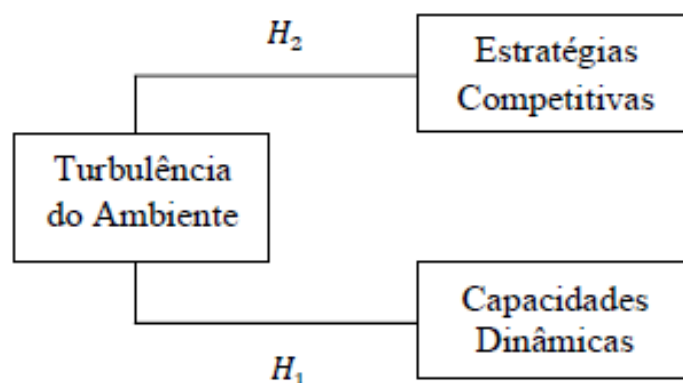 H₂
Estratégias
Competitivas
Turbulência
do Ambiente
Capacidades
Dinâmicas
H₁